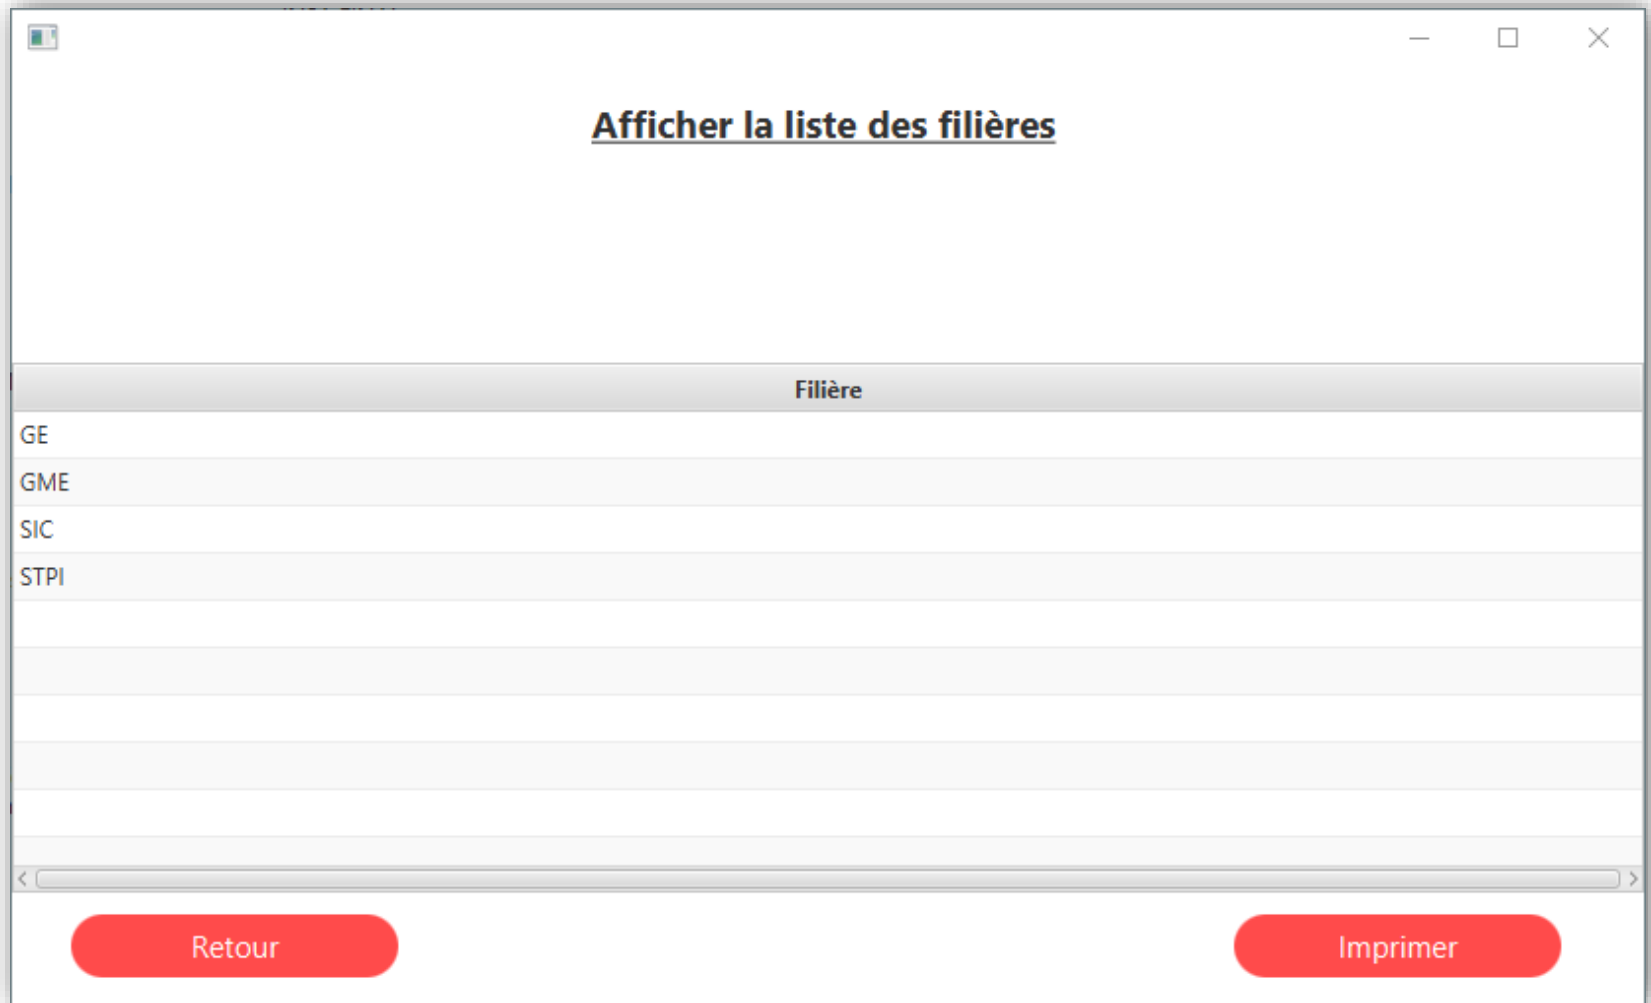 Afficher la liste des filières
Filière
GE
GME
SIC
STPI
Retour
Imprimer